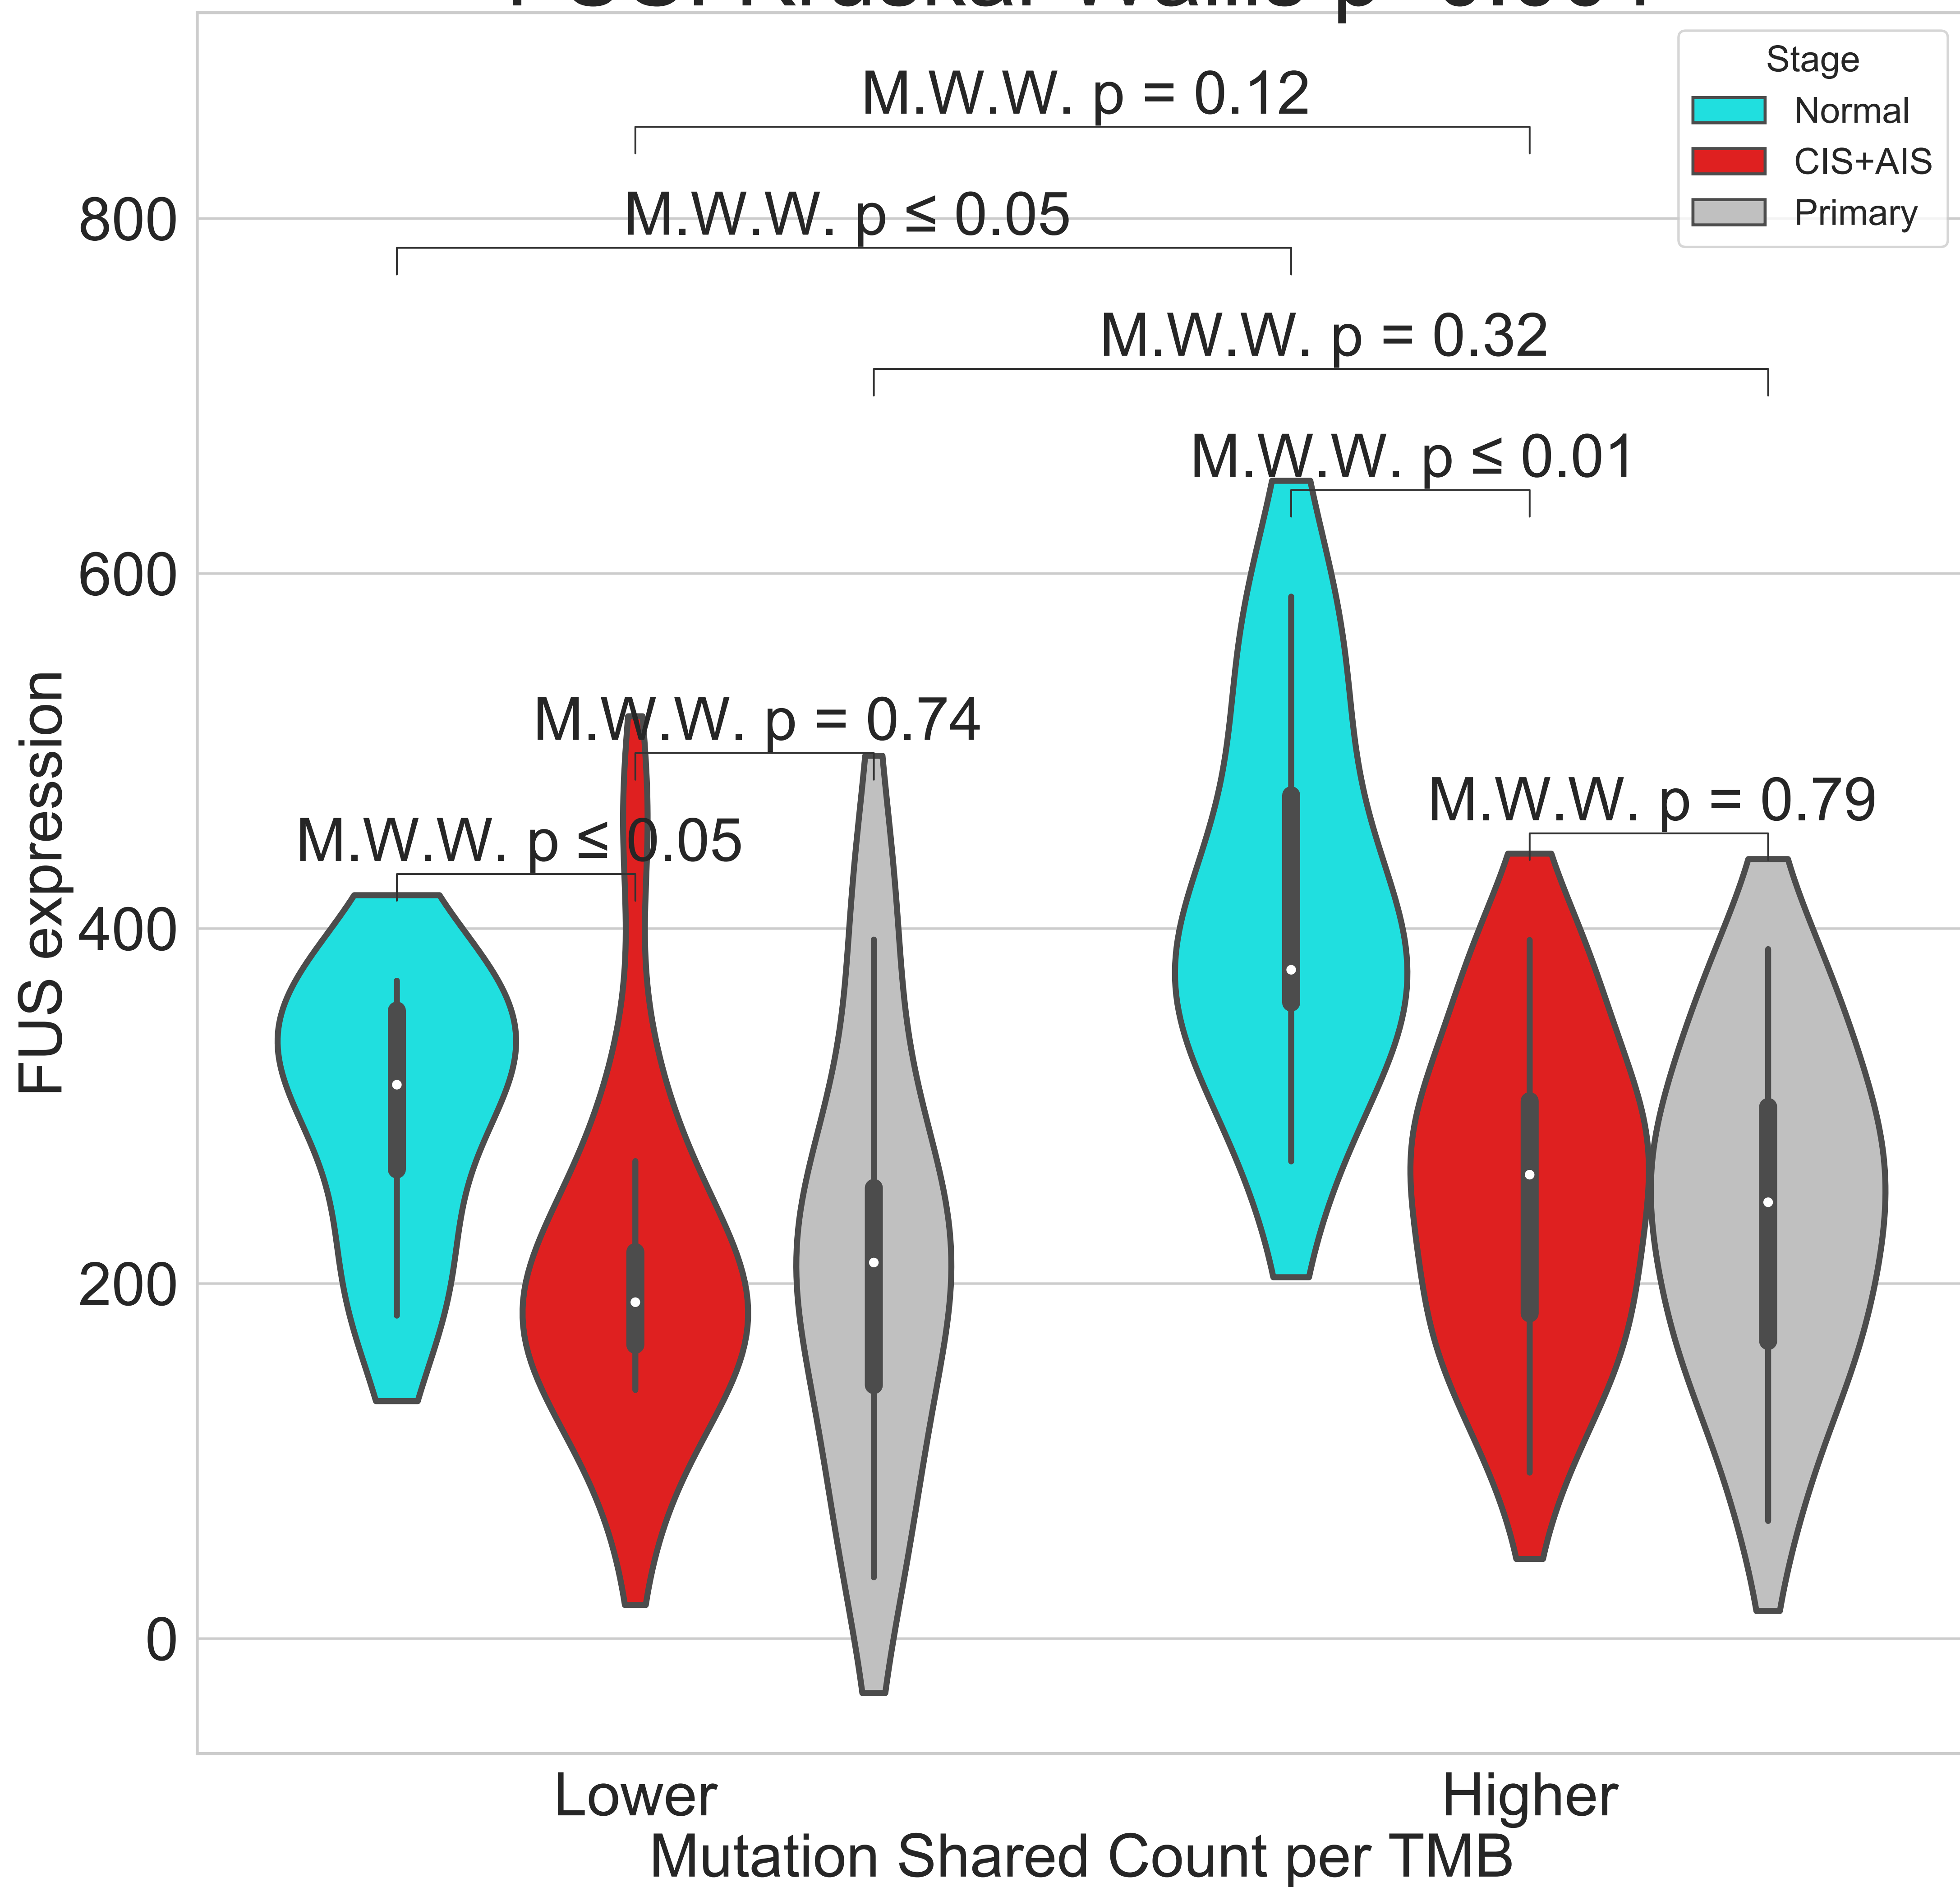 Stage
Normal
CIS+AIS
Primary
M.W.W. p = 0.12
M.W.W. p ≤ 0.05
M.W.W. p = 0.32
M.W.W. p ≤ 0.01
M.W.W. p = 0.74
M.W.W. p = 0.79
M.W.W. p ≤ 0.05
800
600
400
200
0
FUS expression
Lower
Higher
Mutation Shared Count per TMB